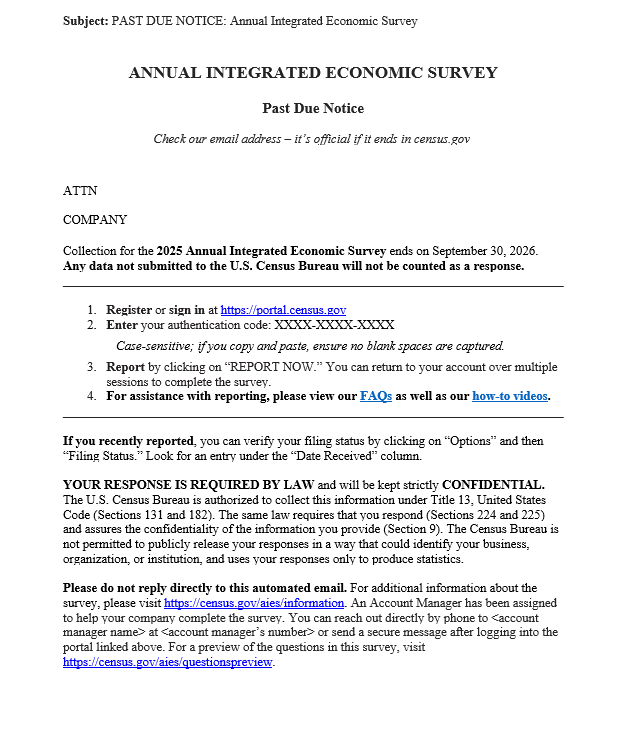 Subject: PAST DUE NOTICE: Annual Integrated Economic Survey
ANNUAL INTEGRATED ECONOMIC SURVEY
Past Due Notice
Check our email address – it's official if it ends in census.gov
ATTN
COMPANY
Collection for the 2025 Annual Integrated Economic Survey ends on September 30, 2026.
Any data not submitted to the U.S. Census Bureau will not be counted as a response.
1. Register or sign in at https://portal.census.gov
2. Enter your authentication code: XXXX-XXXX-XXXX
Case-sensitive; if you copy and paste, ensure no blank spaces are captured.
3. Report by clicking on “REPORT NOW.” You can return to your account over multiple
sessions to complete the survey.
4. For assistance with reporting, please view our FAQs as well as our how-to videos.
If you recently reported, you can verify your filing status by clicking on “Options” and then
“Filing Status.” Look for an entry under the “Date Received” column.
YOUR RESPONSE IS REQUIRED BY LAW and will be kept strictly CONFIDENTIAL.
The U.S. Census Bureau is authorized to collect this information under Title 13, United States
Code (Sections 131 and 182). The same law requires that you respond (Sections 224 and 225)
and assures the confidentiality of the information you provide (Section 9). The Census Bureau is
not permitted to publicly release your responses in a way that could identify your business,
organization, or institution, and uses your responses only to produce statistics.
Please do not reply directly to this automated email. For additional information about the
survey, please visit https://census.gov/aies/information. An Account Manager has been assigned
to help your company complete the survey. You can reach out directly by phone to <account
manager name> at <account manager’s number> or send a secure message after logging into the
portal linked above. For a preview of the questions in this survey, visit
https://census.gov/aies/questionspreview.